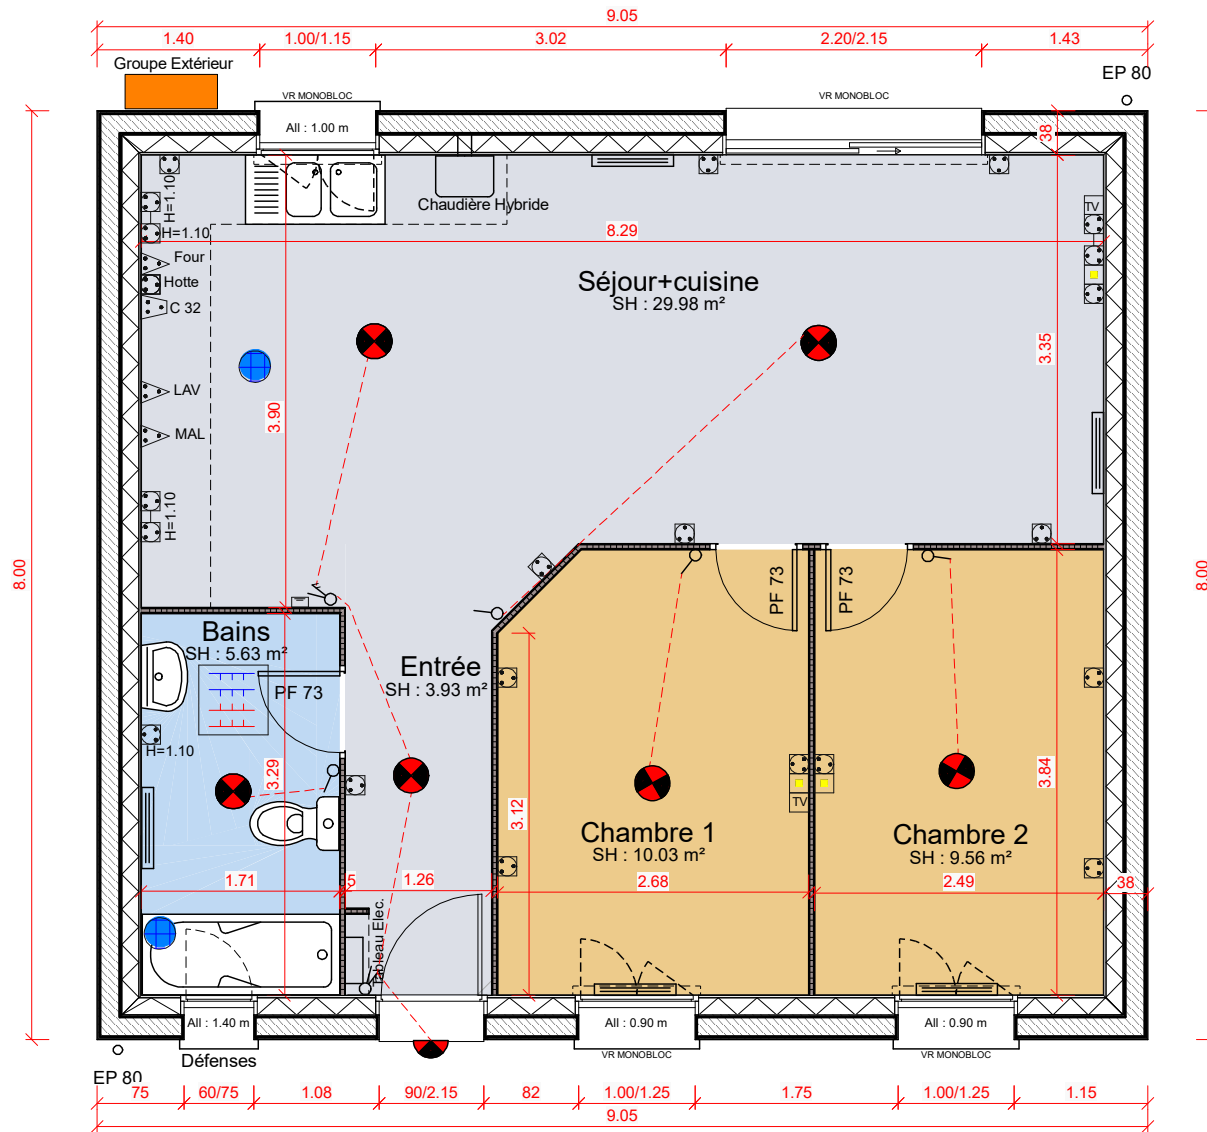 9.05
1.40
1.00/1.15
3.02
2.20/2.15
1.43
Groupe Extérieur
EP 80
VR MONOBLOC
VR MONOBLOC
All : 1.00 m
38
H=1.10
Chaudière Hybride
TV
H=1.10
8.29
Four
Hotte
C 32
Séjour+cuisine
SH : 29.98 m²
3.35
LAV
3.90
MAL
H=1.10
8.00
8.00
PF 73
PF 73
Bains
SH : 5.63 m²
Entrée
SH : 3.93 m²
PF 73
H=1.10
3.29
3.12
3.84
TV
Chambre 1
SH : 10.03 m²
Chambre 2
SH : 9.56 m²
1.71
5
1.26
2.68
2.49
38
Tableau Elec.
All : 1.40 m
All : 0.90 m
All : 0.90 m
Défenses
VR MONOBLOC
VR MONOBLOC
EP 80
75
60/75
1.08
90/2.15
82
1.00/1.25
1.75
1.00/1.25
1.15
9.05